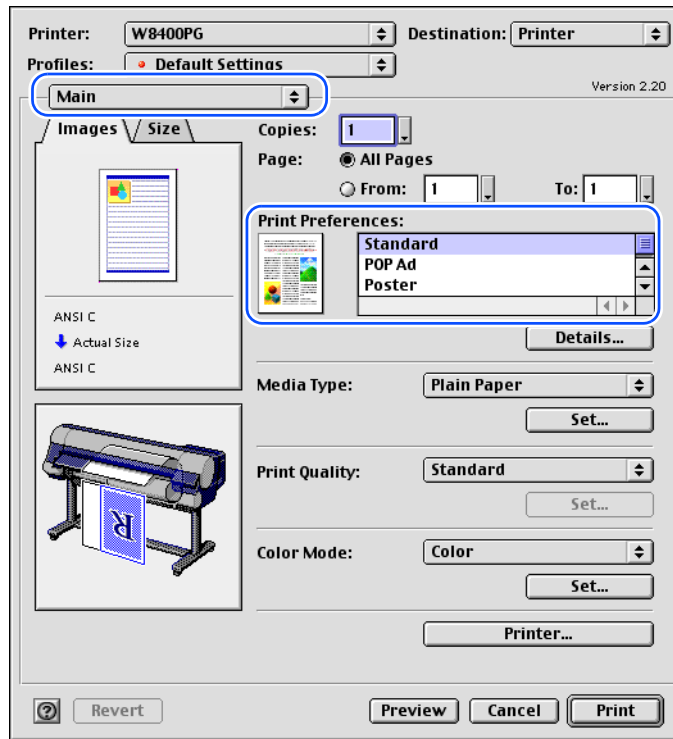 Printer: W8400PG Destination: Printer
Profiles: Default Settings
Version 2.20
Main
Images Size
Copies: 1
Page: All Pages
From: 1 To: 1
Print Preferences:
Standard
POP Ad
Poster
Details...
ANSI C
Actual Size
ANSI C
Media Type: Plain Paper
Set...
Print Quality: Standard
Set...
Color Mode: Color
Set...
Printer...
R
? Revert Preview Cancel Print